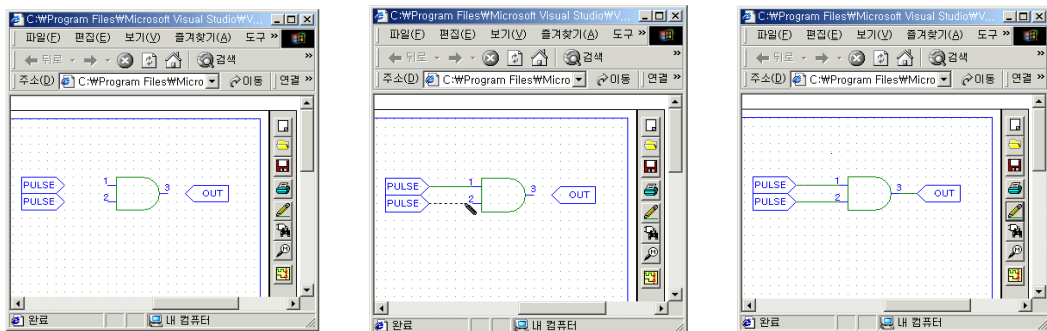 C:₩Program Files₩Microsoft Visual Studio₩V...
파일(F) 편집(E) 보기(V) 즐겨찾기(A) 도구 »
뒤로 검색 »
주소(D) C:₩Program Files₩Micro 이동 연결 »
1
PULSE
3
OUT
PULSE
2
완료 내 컴퓨터
C:₩Program Files₩Microsoft Visual Studio₩V...
파일(F) 편집(E) 보기(V) 즐겨찾기(A) 도구 »
뒤로 검색 »
주소(D) C:₩Program Files₩Micro 이동 연결 »
1
PULSE
3
OUT
PULSE
2
완료 내 컴퓨터
C:₩Program Files₩Microsoft Visual Studio₩V...
파일(F) 편집(E) 보기(V) 즐겨찾기(A) 도구 »
뒤로 검색 »
주소(D) C:₩Program Files₩Micro 이동 연결 »
1
PULSE
3
OUT
PULSE
2
완료 내 컴퓨터